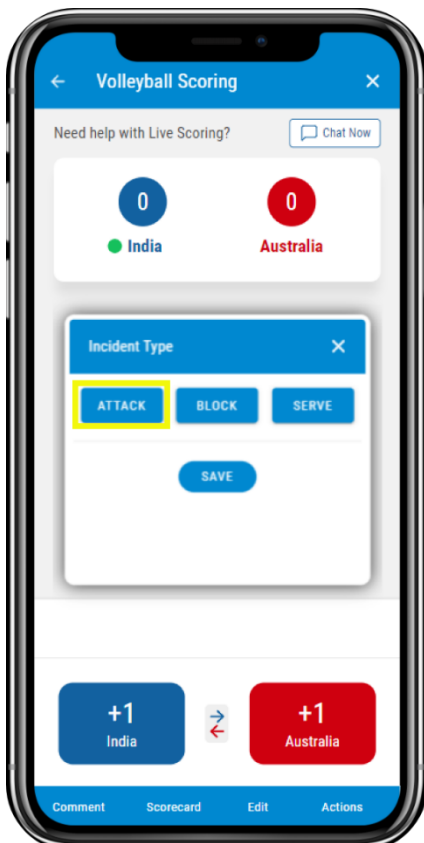 Volleyball Scoring
Need help with Live Scoring? Chat Now
0 0
India Australia
Incident Type
ATTACK BLOCK SERVE
SAVE
+1 +1
India Australia
Comment Scorecard Edit Actions